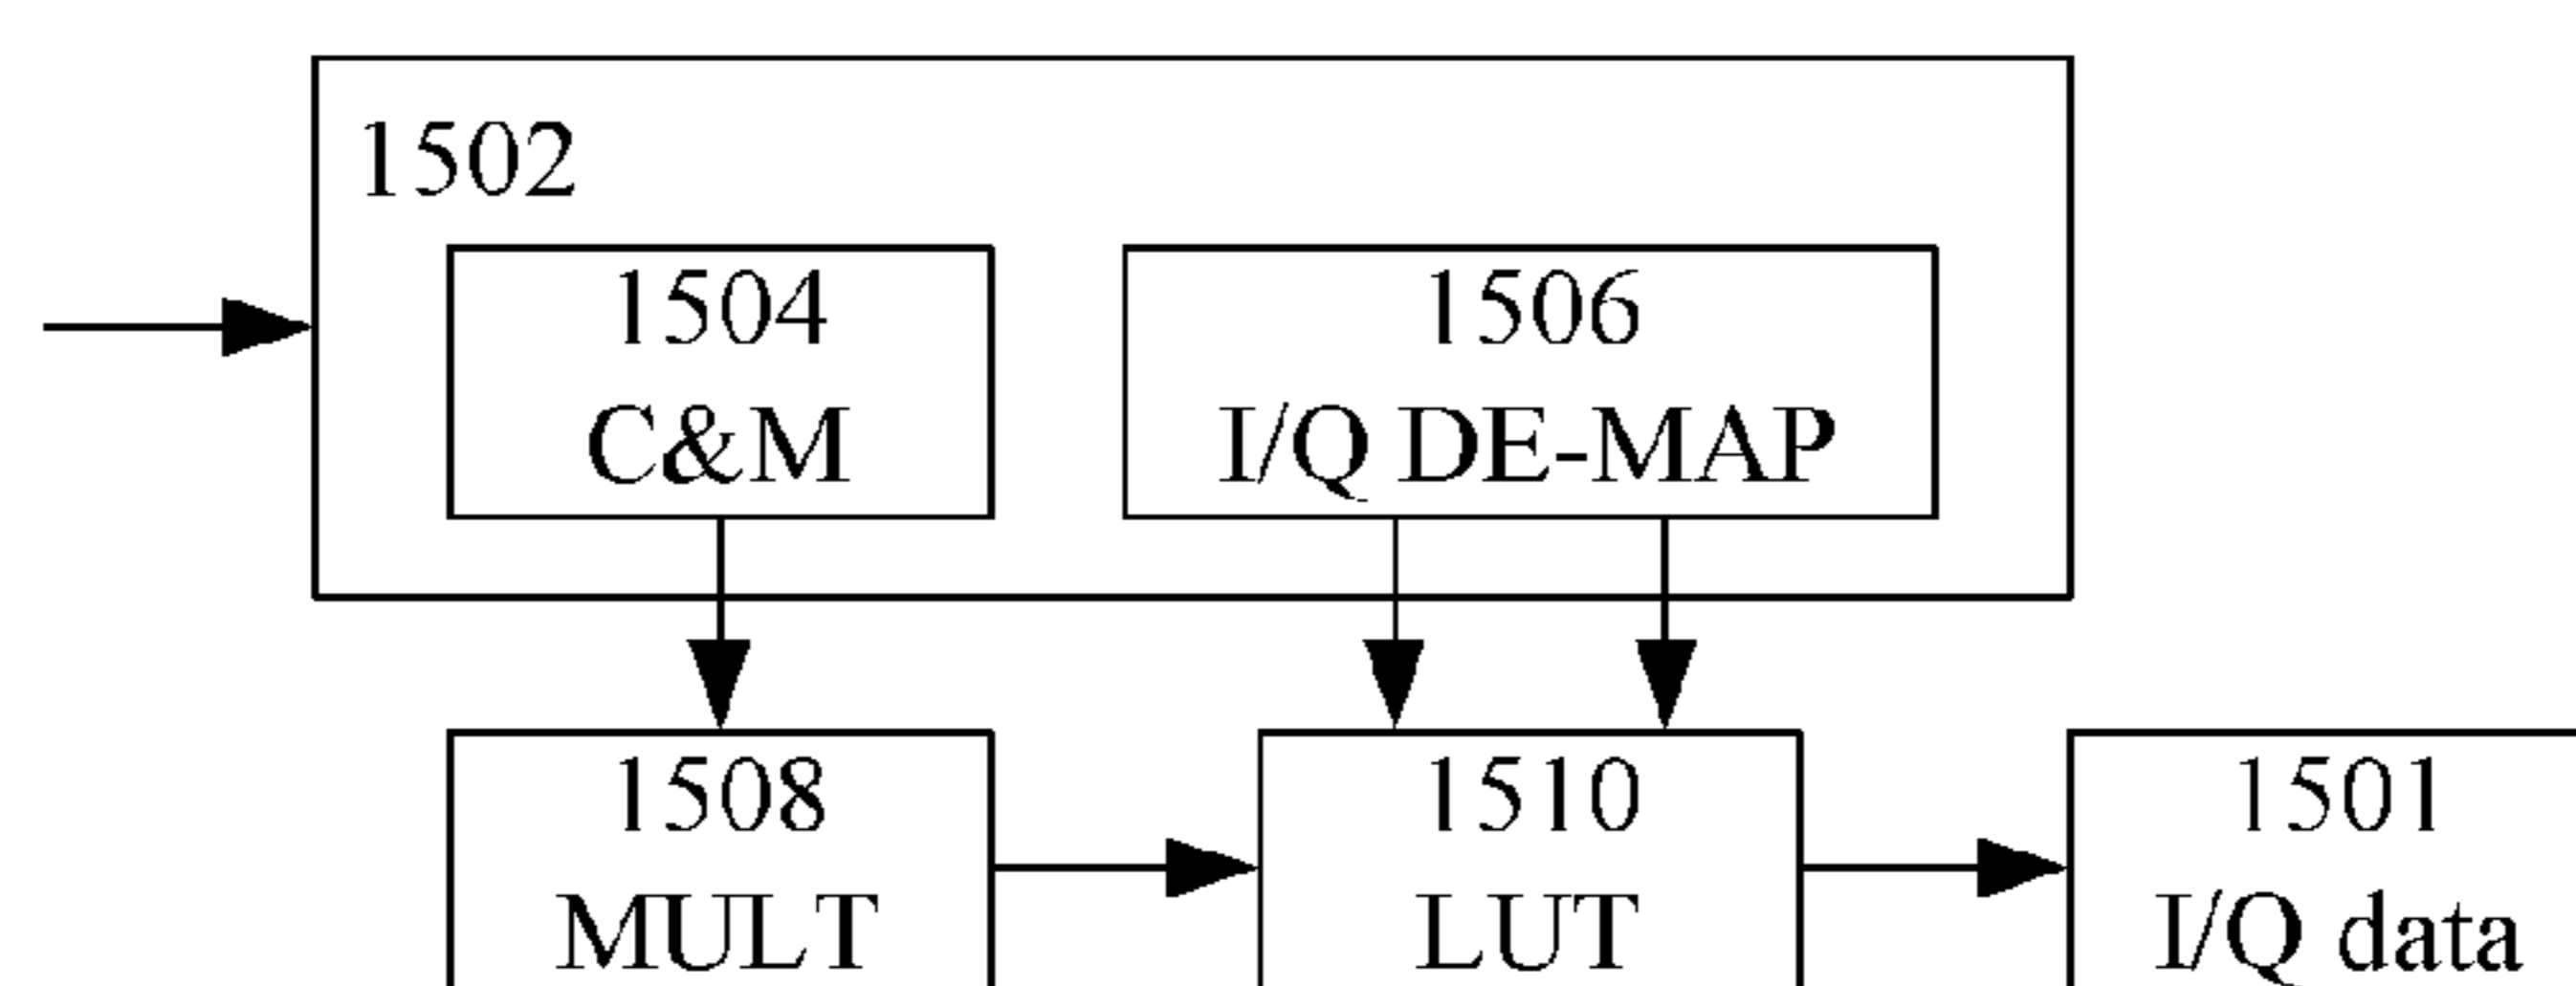 1502
1504
C&M
1506
I/Q DE-MAP
1508
MULT
1510
LUT
1501
I/Q data